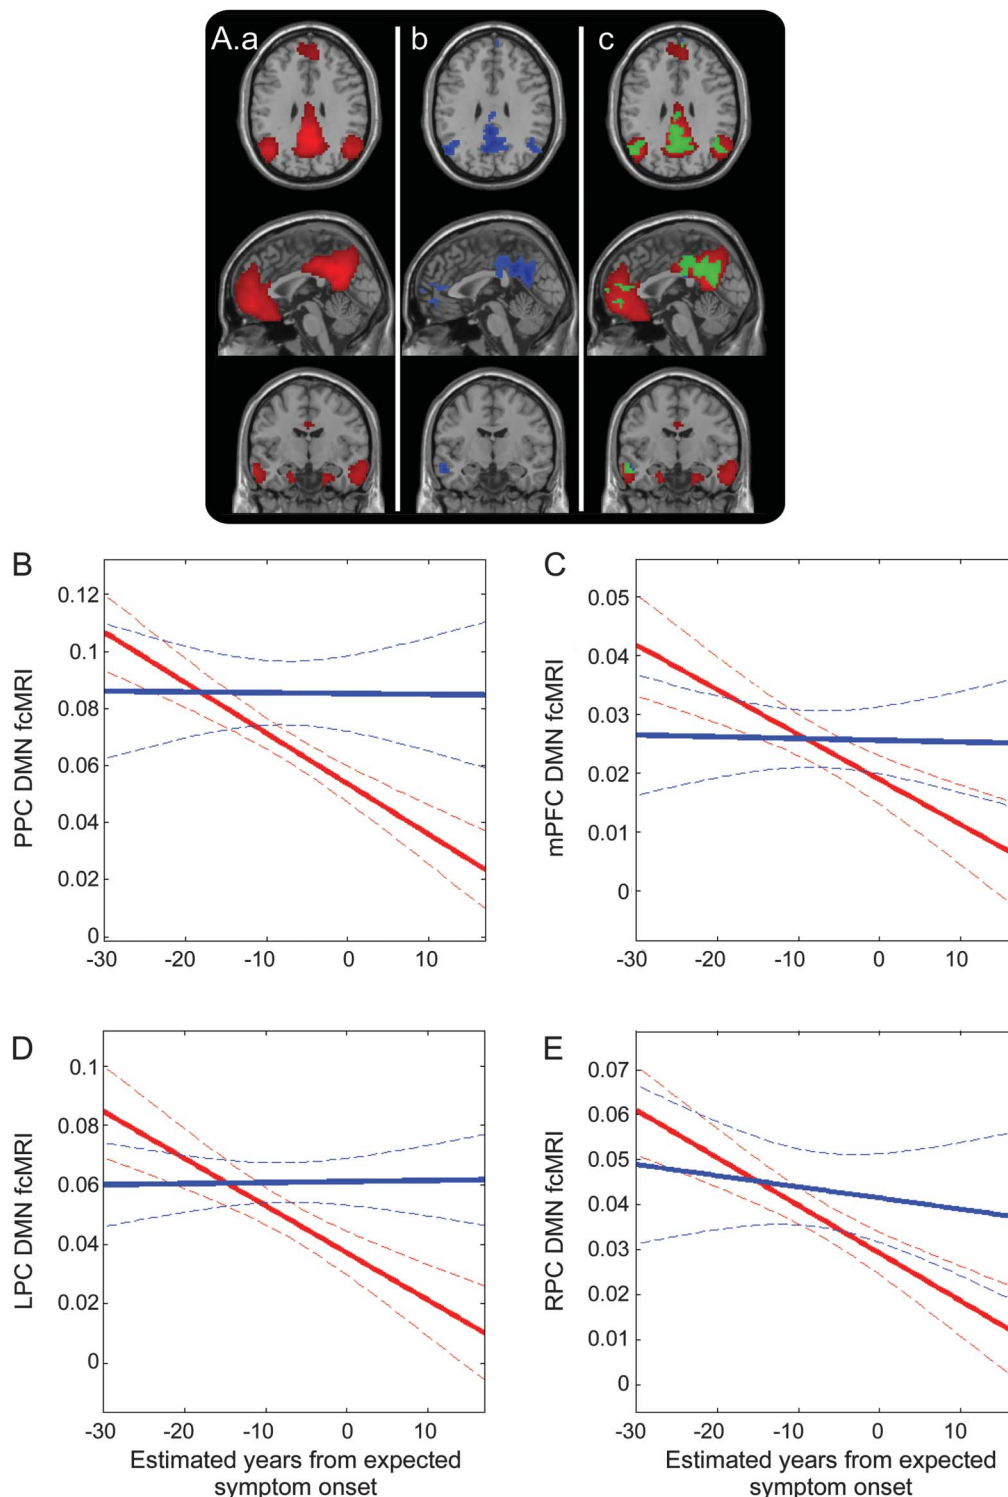 A.a b c
B
0.12
0.1
0.08
0.06
0.04
0.02
0
PPC DMN fcMRI
-30 -20 -10 0 10
C
0.05
0.04
0.03
0.02
0.01
0
mPFC DMN fcMRI
-30 -20 -10 0 10
D
0.1
0.08
0.06
0.04
0.02
0
LPC DMN fcMRI
-30 -20 -10 0 10
Estimated years from expected
symptom onset
E
0.07
0.06
0.05
0.04
0.03
0.02
0.01
0
RPC DMN fcMRI
-30 -20 -10 0 10
Estimated years from expected
symptom onset